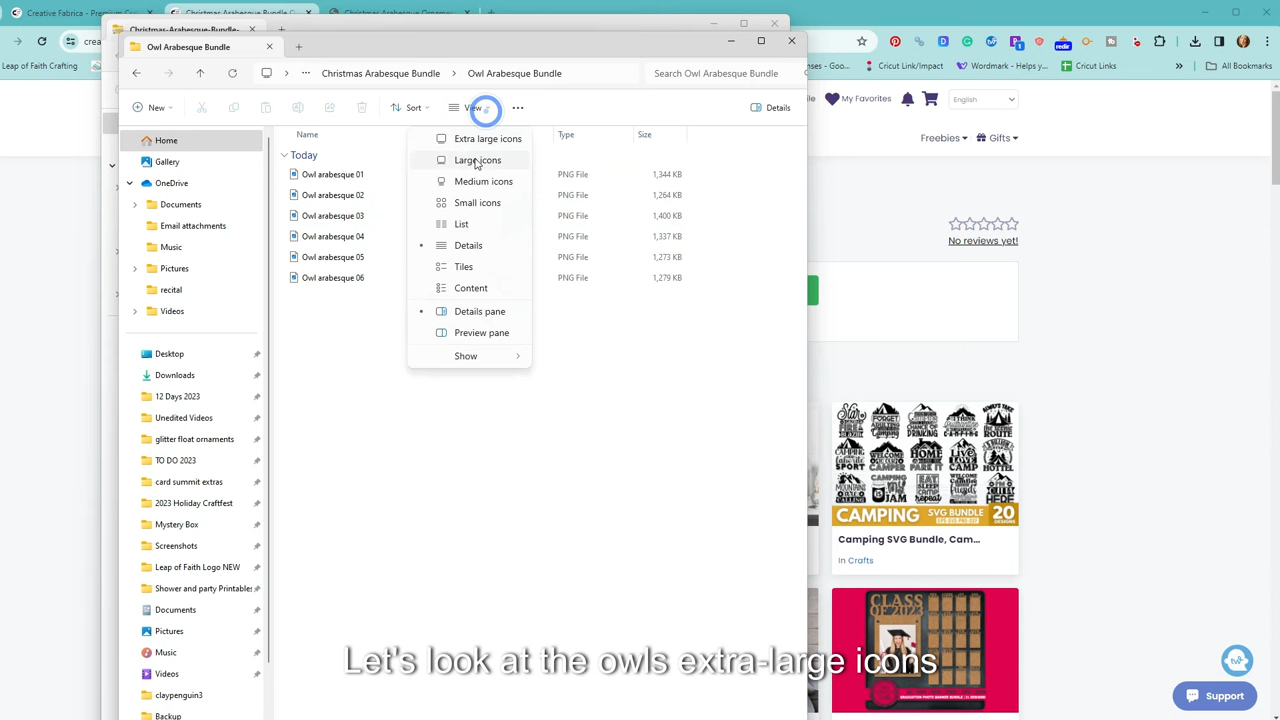 Christmas-Arabesque-Bundle-
Owl Arabesque Bundle
Christmas Arabesque Bundle
Owl Arabesque Bundle
Search Owl Arabesque Bundle
New
Sort
View
Details
Home
Gallery
OneDrive
Documents
Email attachments
Music
Pictures
recital
Videos
Desktop
Downloads
12 Days 2023
Unedited Videos
glitter float ornaments
TO DO 2023
card summit extras
2023 Holiday Craftfest
Mystery Box
Screenshots
Leap of Faith Logo NEW
Shower and party Printables
Documents
Pictures
Music
Videos
claypenguin3
Backup
Name
Type
Size
Today
Owl arabesque 01
PNG File
1,344 KB
Owl arabesque 02
PNG File
1,264 KB
Owl arabesque 03
PNG File
1,400 KB
Owl arabesque 04
PNG File
1,337 KB
Owl arabesque 05
PNG File
1,273 KB
Owl arabesque 06
PNG File
1,279 KB
Extra large icons
Large icons
Medium icons
Small icons
List
Details
Tiles
Content
Details pane
Preview pane
Show
crea
Leap of Faith Crafting
Goo...
Cricut Link/Impact
Wordmark - Helps y...
Cricut Links
All Bookmarks
My Favorites
English
Freebies
Gifts
No reviews yet!
CAMPING SVG BUNDLE 20
DESIGNS
Camping SVG Bundle, Cam...
In Crafts
CLASS
OF 2023
Support
Let's look at the owls extra-large icons